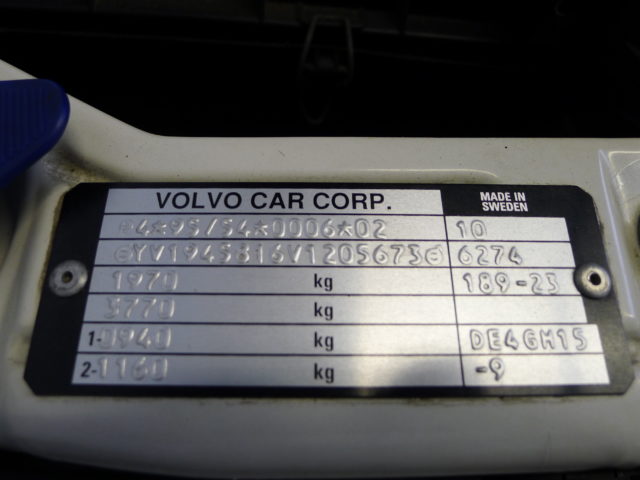 VOLVO CAR CORP. MADE IN SWEDEN
e4*95/54*0006*02 10
YV1945816V1205673 6274
1970 kg 189-23
3770 kg
1-0940 kg DE4GM15
2-1160 kg -9